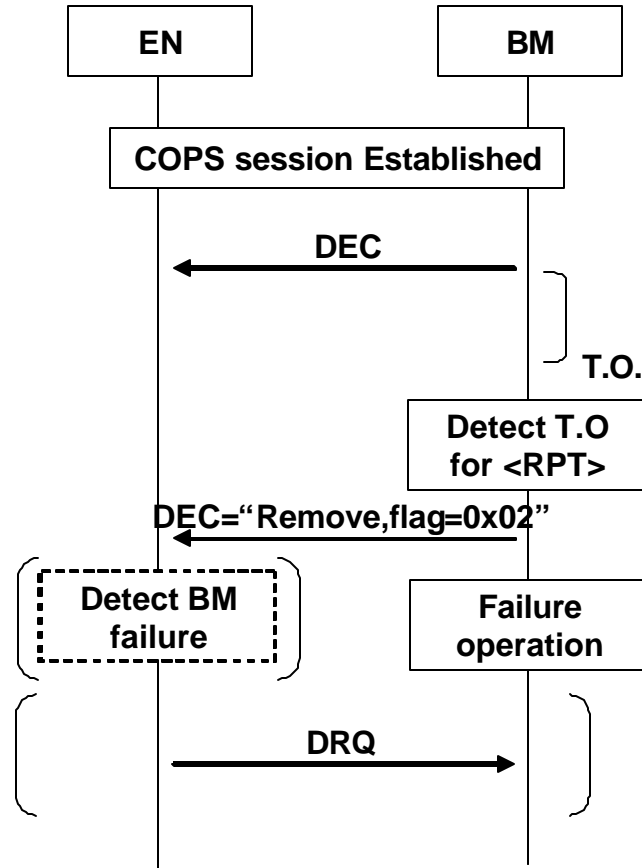 EN
BM
COPS session Established
DEC
T.O.
Detect T.O
for <RPT>
DEC=“Remove,flag=0x02”
Detect BM
failure
Failure
operation
DRQ